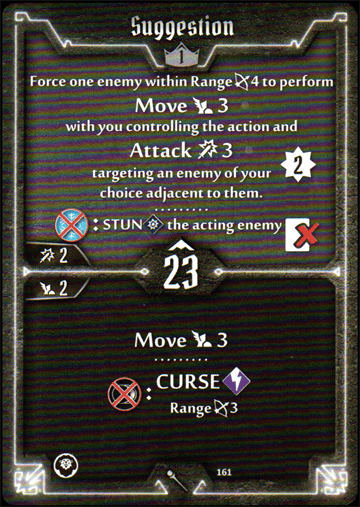 Suggestion
1
Force one enemy within Range 4 to perform
Move 3
with you controlling the action and
Attack 3
2
targeting an enemy of your
choice adjacent to them.
: STUN the acting enemy
2
23
2
Move 3
: CURSE
Range 3
161